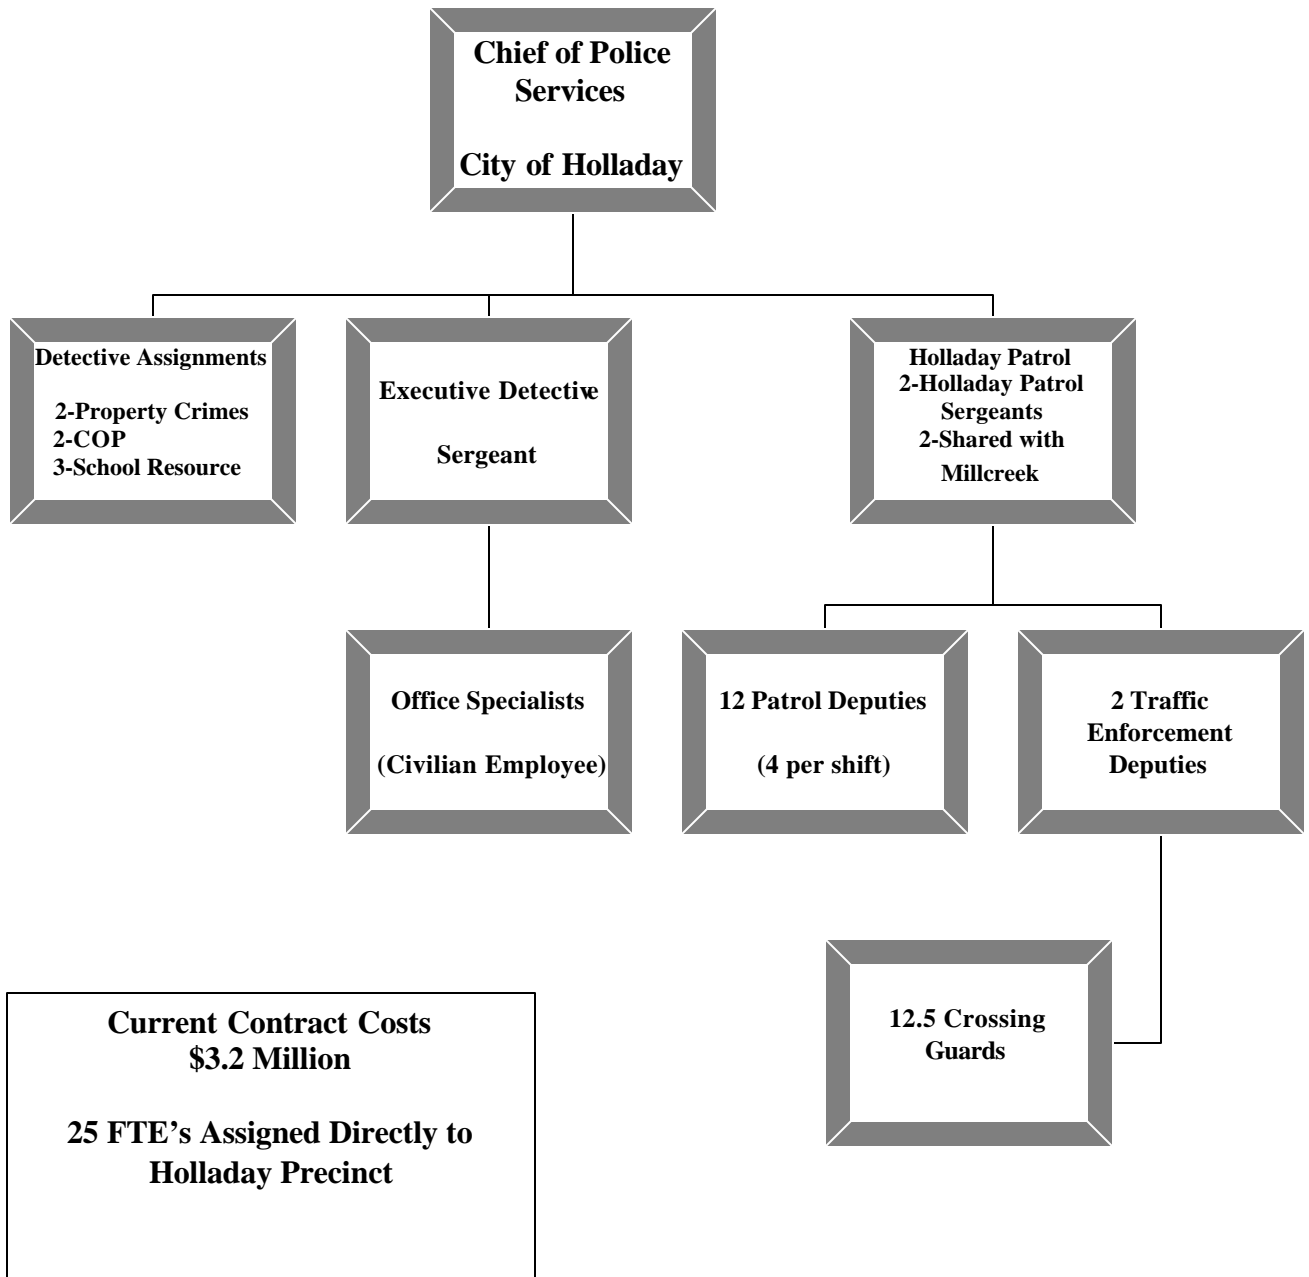 Chief of Police
Services
City of Holladay
Detective Assignments
2-Property Crimes
2-COP
3-School Resource
Executive Detective
Sergeant
Holladay Patrol
2-Holladay Patrol
Sergeants
2-Shared with
Millcreek
Office Specialists
(Civilian Employee)
12 Patrol Deputies
(4 per shift)
2 Traffic
Enforcement
Deputies
12.5 Crossing
Guards
Current Contract Costs
$3.2 Million
25 FTE's Assigned Directly to
Holladay Precinct